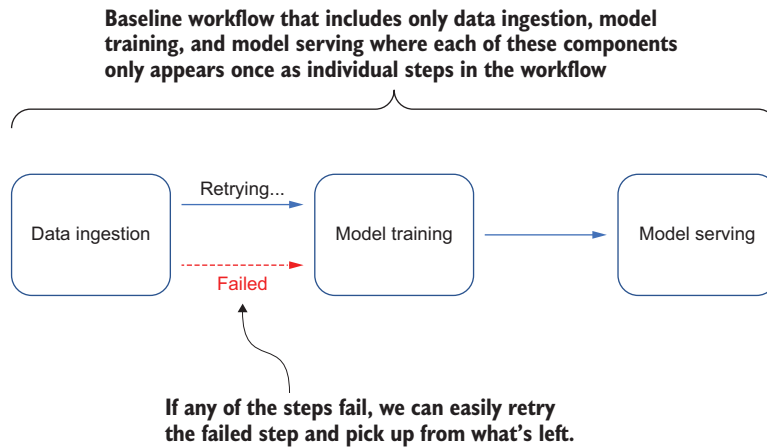 Baseline workflow that includes only data ingestion, model
training, and model serving where each of these components
only appears once as individual steps in the workflow
Retrying...
Data ingestion
Model training
Model serving
Failed
If any of the steps fail, we can easily retry
the failed step and pick up from what's left.